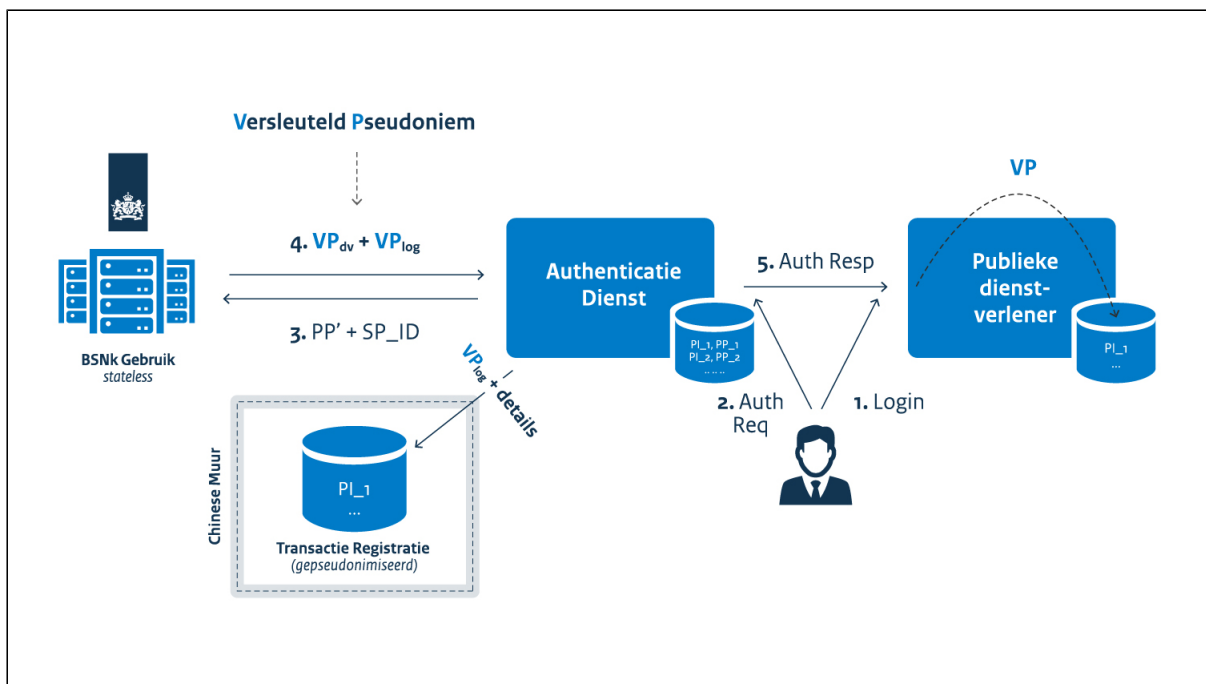 Versleuteld Pseudoniem
VP
4. VPdv + VPlog
Authenticatie
Dienst
5. Auth Resp
Publieke
dienst-
verlener
3. PP' + SP_ID
BSNk Gebruik
stateless
PI_1, PP_1
PI_2, PP_2
.. .. ..
PI_1
...
VPlog + details
2. Auth
Req
1. Login
Chinese Muur
PI_1
...
Transactie Registratie
(gepseudonimiseerd)